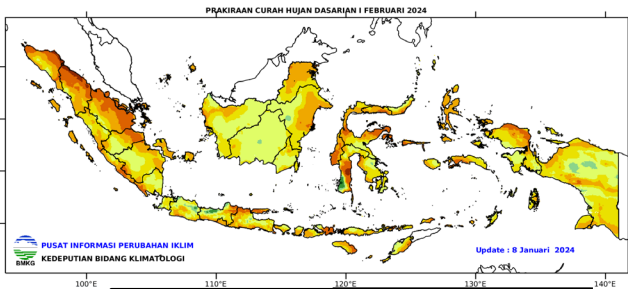 PRAKIRAAN CURAH HUJAN DASARIAN I FEBRUARI 2024
PUSAT INFORMASI PERUBAHAN IKLIM
KEDEPUTIAN BIDANG KLIMATOLOGI
BMKG
Update : 8 Januari 2024
100°E 110°E 120°E 130°E 140°E